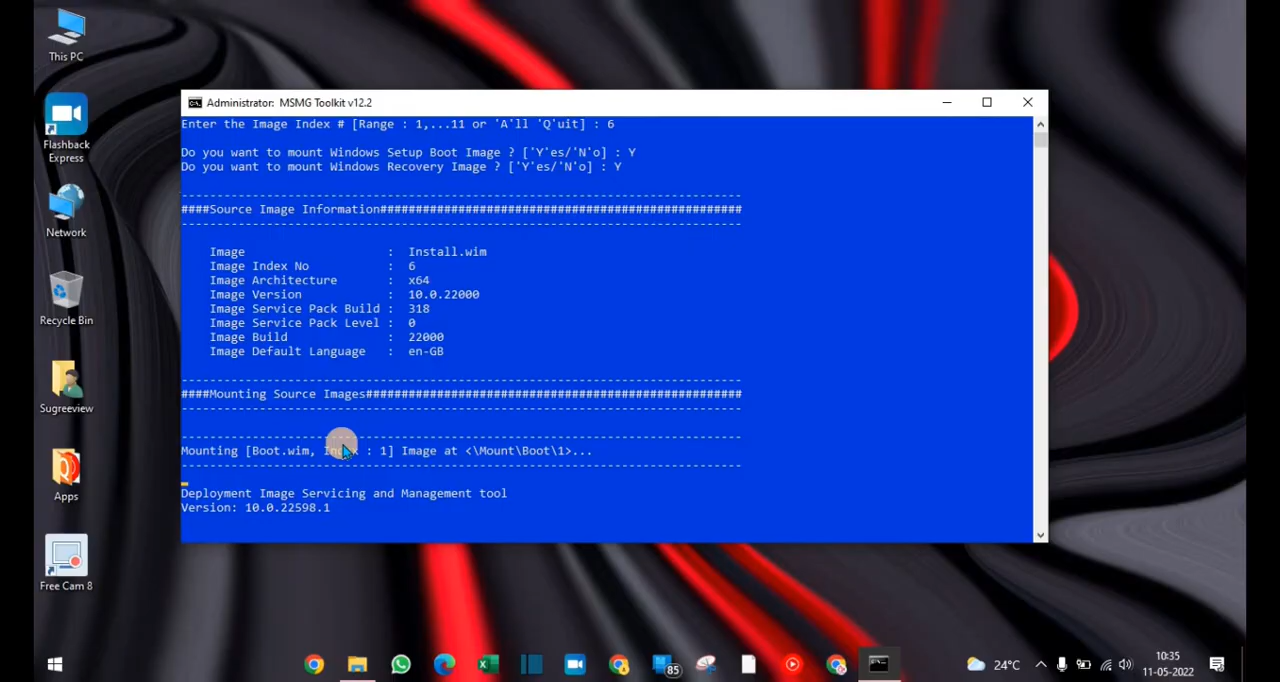 This PC
Flashback
Express
Network
Recycle Bin
Sugreeview
Apps
Free Cam 8
Administrator: MSMG Toolkit v12.2
Enter the Image Index # [Range : 1,...11 or 'A'll 'Q'uit] : 6
Do you want to mount Windows Setup Boot Image ? ['Y'es/'N'o] : Y
Do you want to mount Windows Recovery Image ? ['Y'es/'N'o] : Y
-------------------------------------------------------------------------------
####Source Image Information###################################################
-------------------------------------------------------------------------------
Image : Install.wim
Image Index No : 6
Image Architecture : x64
Image Version : 10.0.22000
Image Service Pack Build : 318
Image Service Pack Level : 0
Image Build : 22000
Image Default Language : en-GB
-------------------------------------------------------------------------------
####Mounting Source Images#####################################################
-------------------------------------------------------------------------------
-------------------------------------------------------------------------------
Mounting [Boot.wim, Index : 1] Image at <\Mount\Boot\1>...
-------------------------------------------------------------------------------
Deployment Image Servicing and Management tool
Version: 10.0.22598.1
85
24°C
10:35
11-05-2022